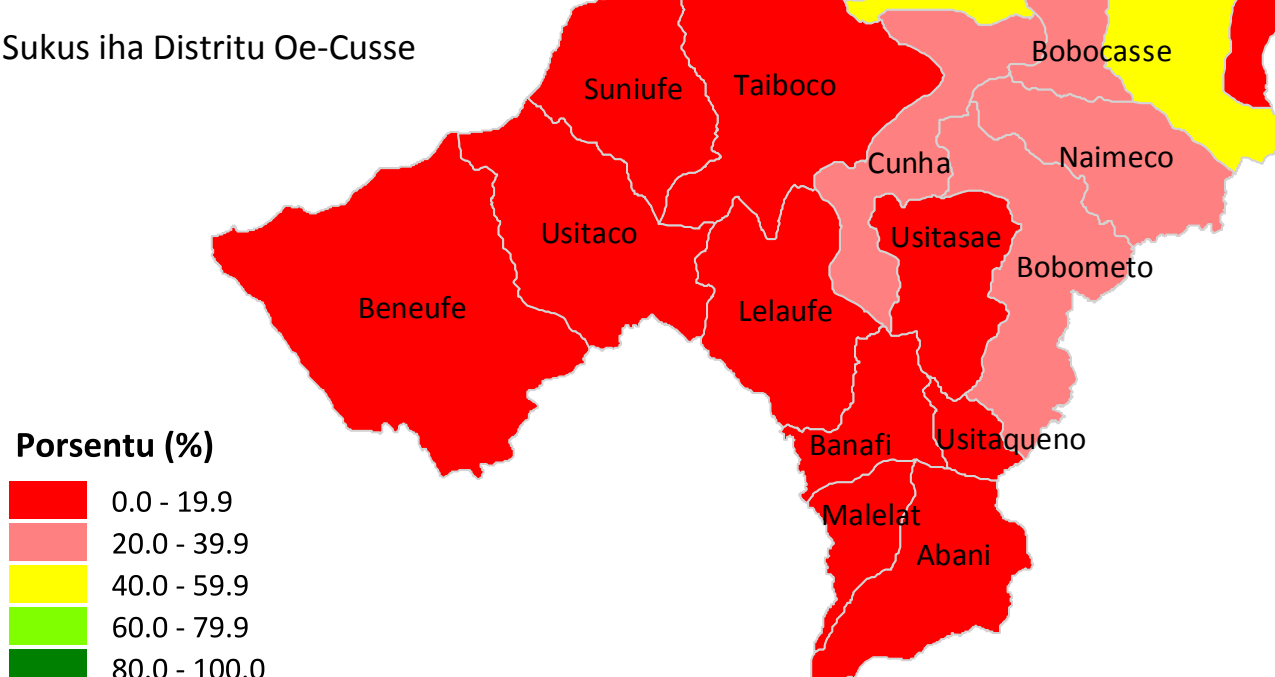 Sukus iha Distritu Oe-Cusse
Bobocasse
Suniufe
Taiboco
Cunha
Naimeco
Usitaco
Usitasae
Bobometo
Beneufe
Lelaufe
Banafi
Usitaqueno
Malelat
Abani
Porsentu (%)
0.0 - 19.9
20.0 - 39.9
40.0 - 59.9
60.0 - 79.9
80.0 - 100.0